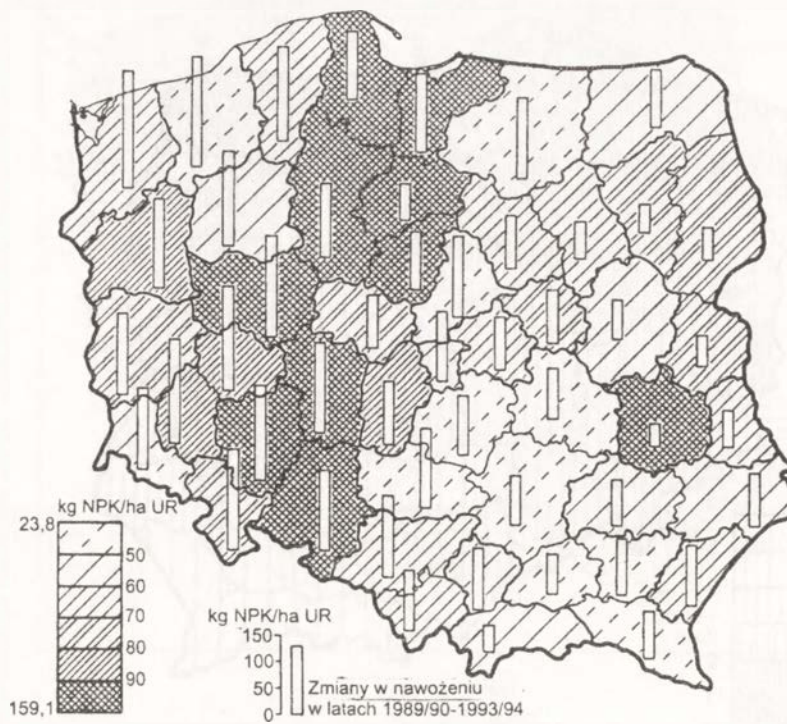 kg NPK/ha UR
23,8
50
60
70
80
90
159,1
kg NPK/ha UR
150
100
50
0
Zmiany w nawożeniu
w latach 1989/90-1993/94